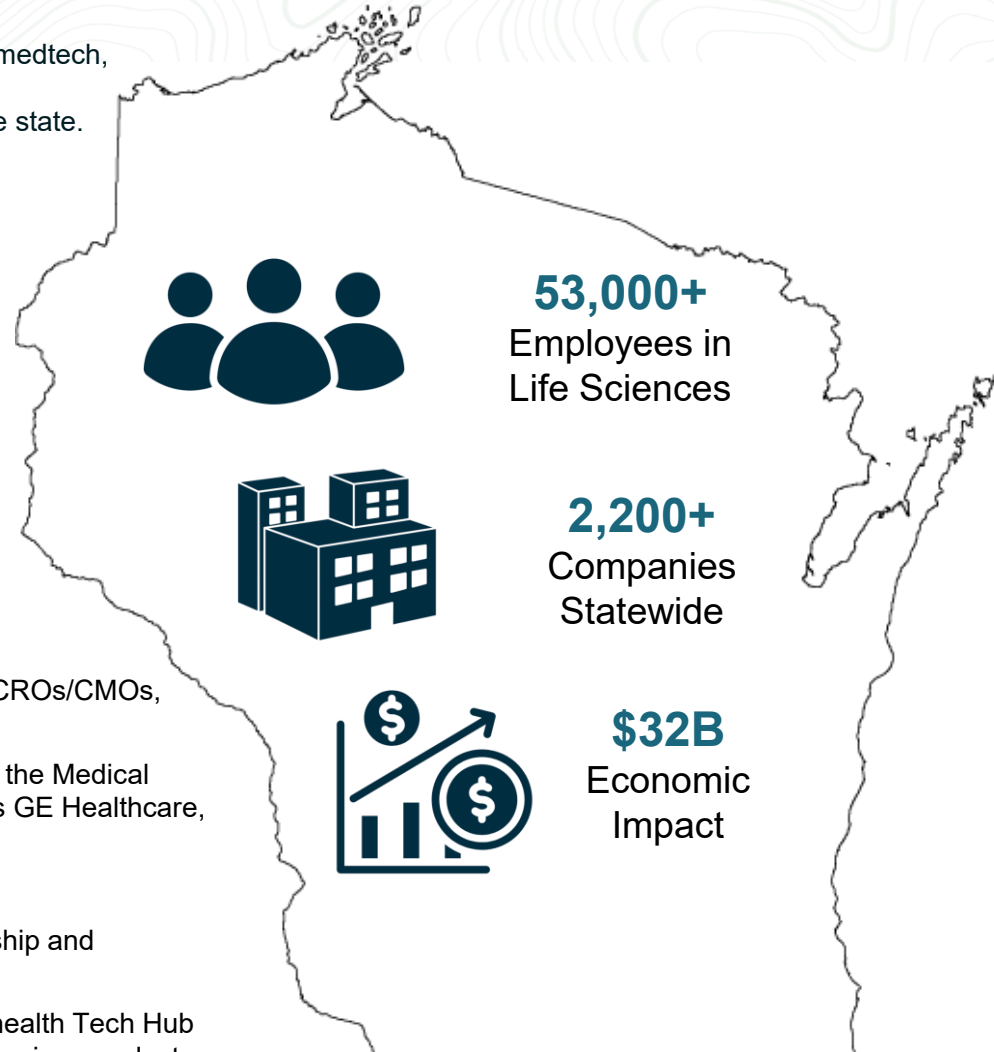 medtech,
e state.
53,000+
Employees in
Life Sciences
2,200+
Companies
Statewide
CROs/CMOs,
the Medical
s GE Healthcare,
$32B
Economic
Impact
ship and
health Tech Hub